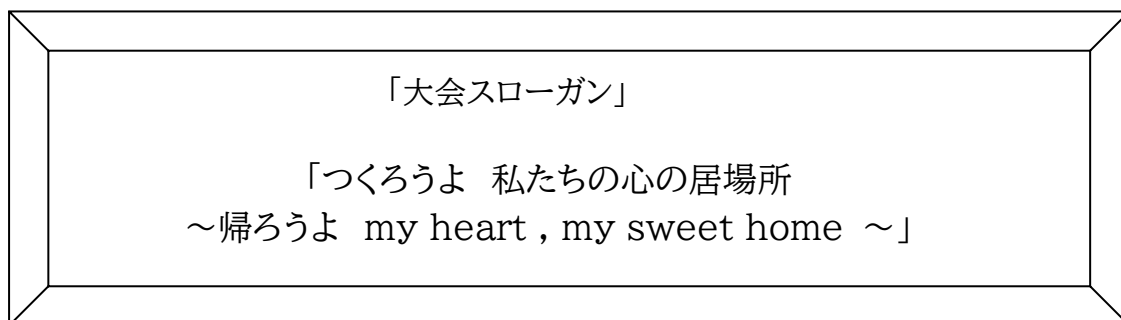 「大会スローガン」
「つくろうよ　私たちの心の居場所
～帰ろうよ　my heart , my sweet home ～」